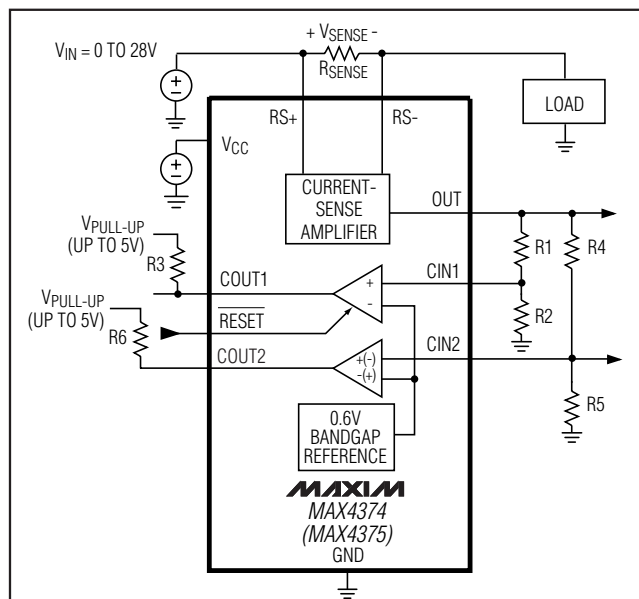 + VSENSE -
VIN = 0 TO 28V
RSENSE
LOAD
RS+
RS-
VCC
CURRENT-
SENSE
AMPLIFIER
OUT
VPULL-UP
(UP TO 5V)
R3
R1
R4
COUT1
+
-
CIN1
VPULL-UP
(UP TO 5V)
R6
RESET
R2
COUT2
+(-)
-(+)
CIN2
R5
0.6V
BANDGAP
REFERENCE
MAXIM
MAX4374
(MAX4375)
GND